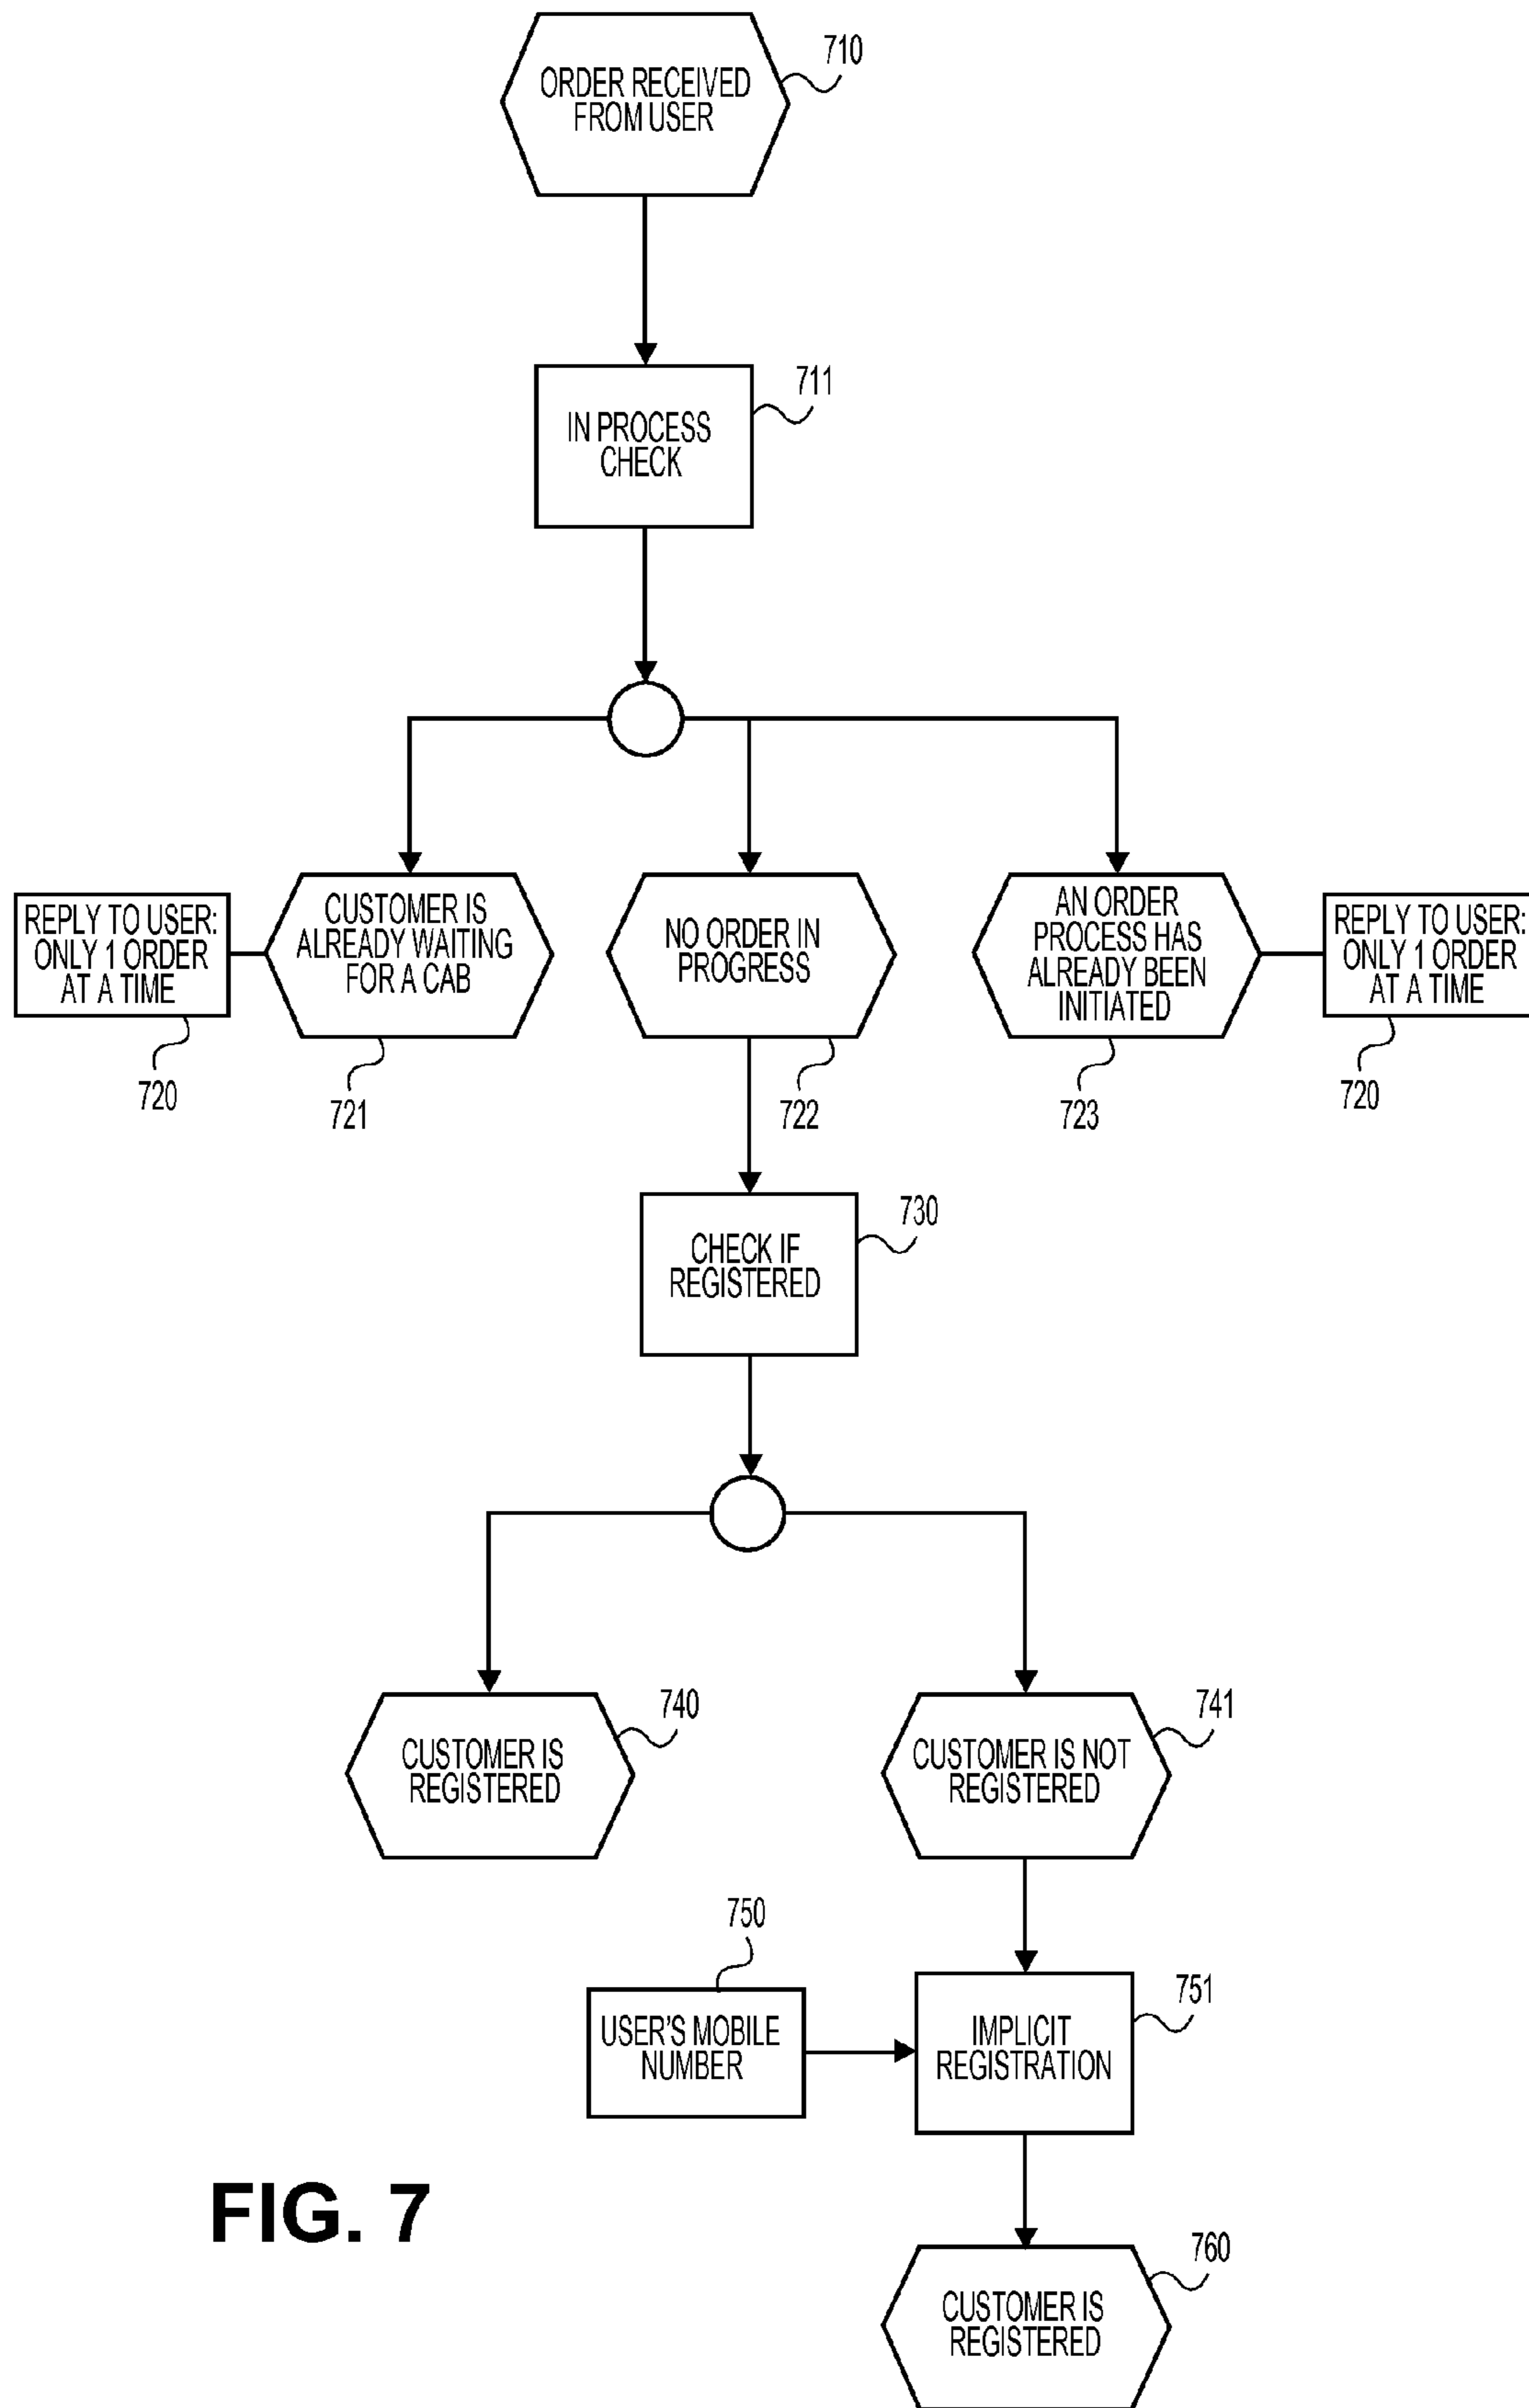 710
ORDER RECEIVED
FROM USER
711
IN PROCESS
CHECK
REPLY TO USER:
ONLY 1 ORDER
AT A TIME
720
CUSTOMER IS
ALREADY WAITING
FOR A CAB
721
NO ORDER IN
PROGRESS
722
AN ORDER
PROCESS HAS
ALREADY BEEN
INITIATED
723
REPLY TO USER:
ONLY 1 ORDER
AT A TIME
720
730
CHECK IF
REGISTERED
740
CUSTOMER IS
REGISTERED
741
CUSTOMER IS NOT
REGISTERED
750
USER'S MOBILE
NUMBER
751
IMPLICIT
REGISTRATION
FIG. 7
760
CUSTOMER IS
REGISTERED